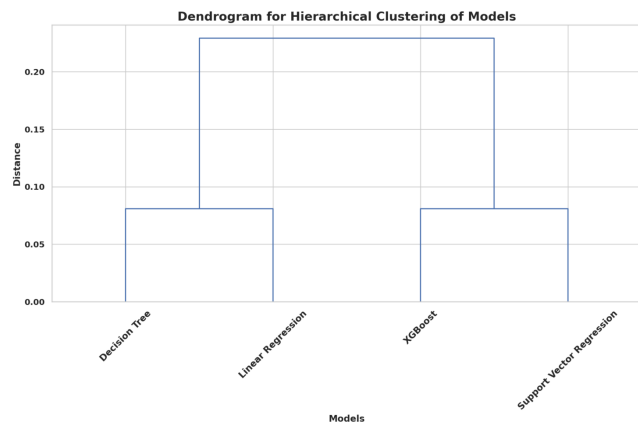 Dendrogram for Hierarchical Clustering of Models
0.20
0.15
0.10
0.05
0.00
Distance
Decision Tree
Linear Regression
XGBoost
Support Vector Regression
Models